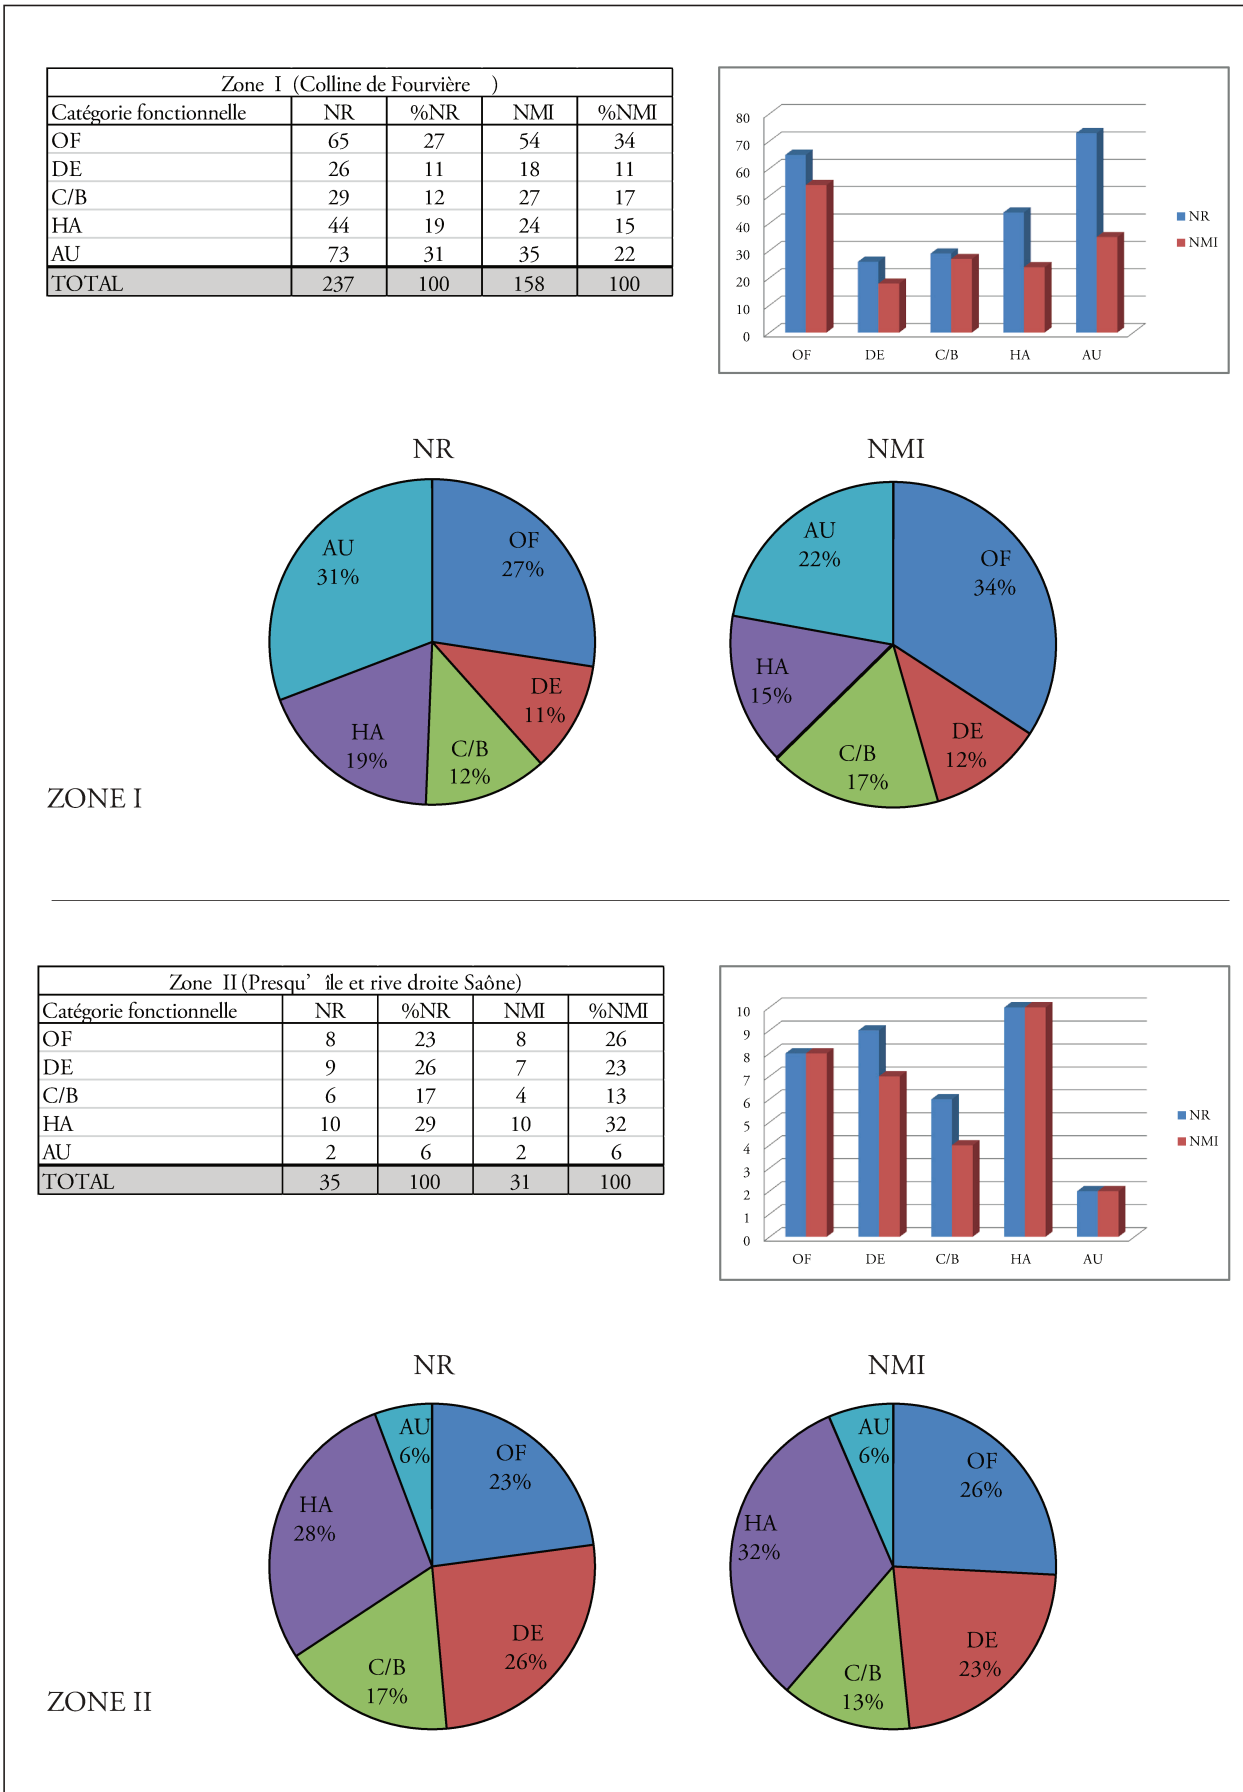 Zone I (Colline de Fourvière )
Catégorie fonctionnelle NR %NR NMI %NMI
OF 65 27 54 34
DE 26 11 18 11
C/B 29 12 27 17
HA 44 19 24 15
AU 73 31 35 22
TOTAL 237 100 158 100
80
70
60
50
40
30
20
10
0
OF DE C/B HA AU
NR
NMI
NR
AU
31%
OF
27%
DE
11%
C/B
12%
HA
19%
NMI
AU
22%
OF
34%
DE
12%
C/B
17%
HA
15%
ZONE I
Zone II (Presqu’ île et rive droite Saône)
Catégorie fonctionnelle NR %NR NMI %NMI
OF 8 23 8 26
DE 9 26 7 23
C/B 6 17 4 13
HA 10 29 10 32
AU 2 6 2 6
TOTAL 35 100 31 100
10
9
8
7
6
5
4
3
2
1
0
OF DE C/B HA AU
NR
NMI
NR
AU
6%
OF
23%
DE
26%
C/B
17%
HA
28%
NMI
AU
6%
OF
26%
DE
23%
C/B
13%
HA
32%
ZONE II